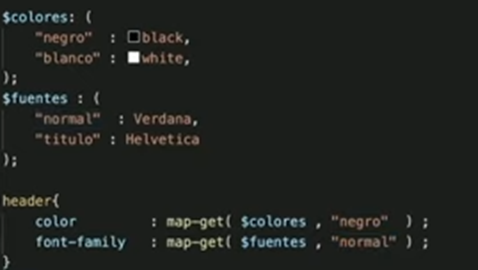 $colores: (
"negro" : black,
"blanco" : white,
);
$fuentes : (
"normal" : Verdana,
"titulo" : Helvetica
);
header{
color : map-get( $colores , "negro" ) ;
font-family : map-get( $fuentes , "normal" ) ;
}